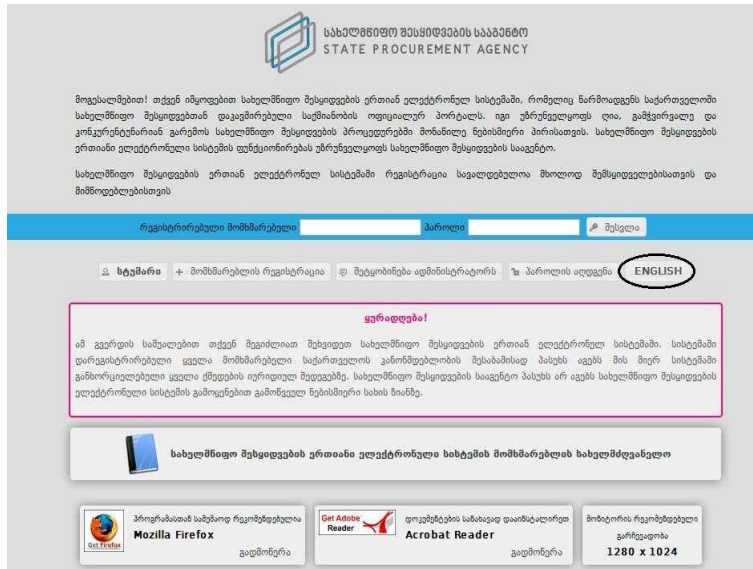 სახელმწიფო შესყიდვების სააგენტო
STATE PROCUREMENT AGENCY
მოგესალმებით! თქვენ იმყოფებით სახელმწიფო შესყიდვების ერთიან ელექტრონულ სისტემაში, რომელიც წარმოადგენს საქართველოში
სახელმწიფო შესყიდვებთან დაკავშირებული საქმიანობის ოფიციალურ პორტალს. იგი უზრუნველყოფს ღია, გამჭვირვალე და
კონკურენტუნარიან გარემოს სახელმწიფო შესყიდვების პროცედურებში მონაწილე ნებისმიერი პირისათვის. სახელმწიფო შესყიდვების
ერთიანი ელექტრონული სისტემის ფუნქციონირებას უზრუნველყოფს სახელმწიფო შესყიდვების სააგენტო.
სახელმწიფო შესყიდვების ერთიან ელექტრონულ სისტემაში რეგისტრაცია სავალდებულოა მხოლოდ შემსყიდველებისათვის და
მიმწოდებლებისთვის
რეგისტრირებული მომხმარებელი პაროლი შესვლა
სტუმარი + მომხმარებლის რეგისტრაცია შეტყობინება ადმინისტრატორს პაროლის აღდგენა ENGLISH
ყურადღება!
ამ გვერდის საშუალებით თქვენ შეგიძლიათ შეხვიდეთ სახელმწიფო შესყიდვების ერთიან ელექტრონულ სისტემაში. სისტემაში
დარეგისტრირებული ყველა მომხმარებელი საქართველოს კანონმდებლობის შესაბამისად პასუხს აგებს მის მიერ სისტემაში
განხორციელებული ყველა ქმედების იურიდიულ შედეგებზე. სახელმწიფო შესყიდვების სააგენტო პასუხს არ აგებს სახელმწიფო შესყიდვების
ელექტრონული სისტემის გამოყენებით გამოწვეულ ნებისმიერი სახის ზიანზე.
სახელმწიფო შესყიდვების ერთიანი ელექტრონული სისტემის მომხმარებლის სახელმძღვანელო
Get Firefox
პროგრამასთან სამუშაოდ რეკომენდებულია
Mozilla Firefox
გადმოწერა
Get Adobe Reader
დოკუმენტების სანახავად დააინსტალირეთ
Acrobat Reader
გადმოწერა
მონიტორის რეკომენდებული
გარჩევადობა
1280 x 1024